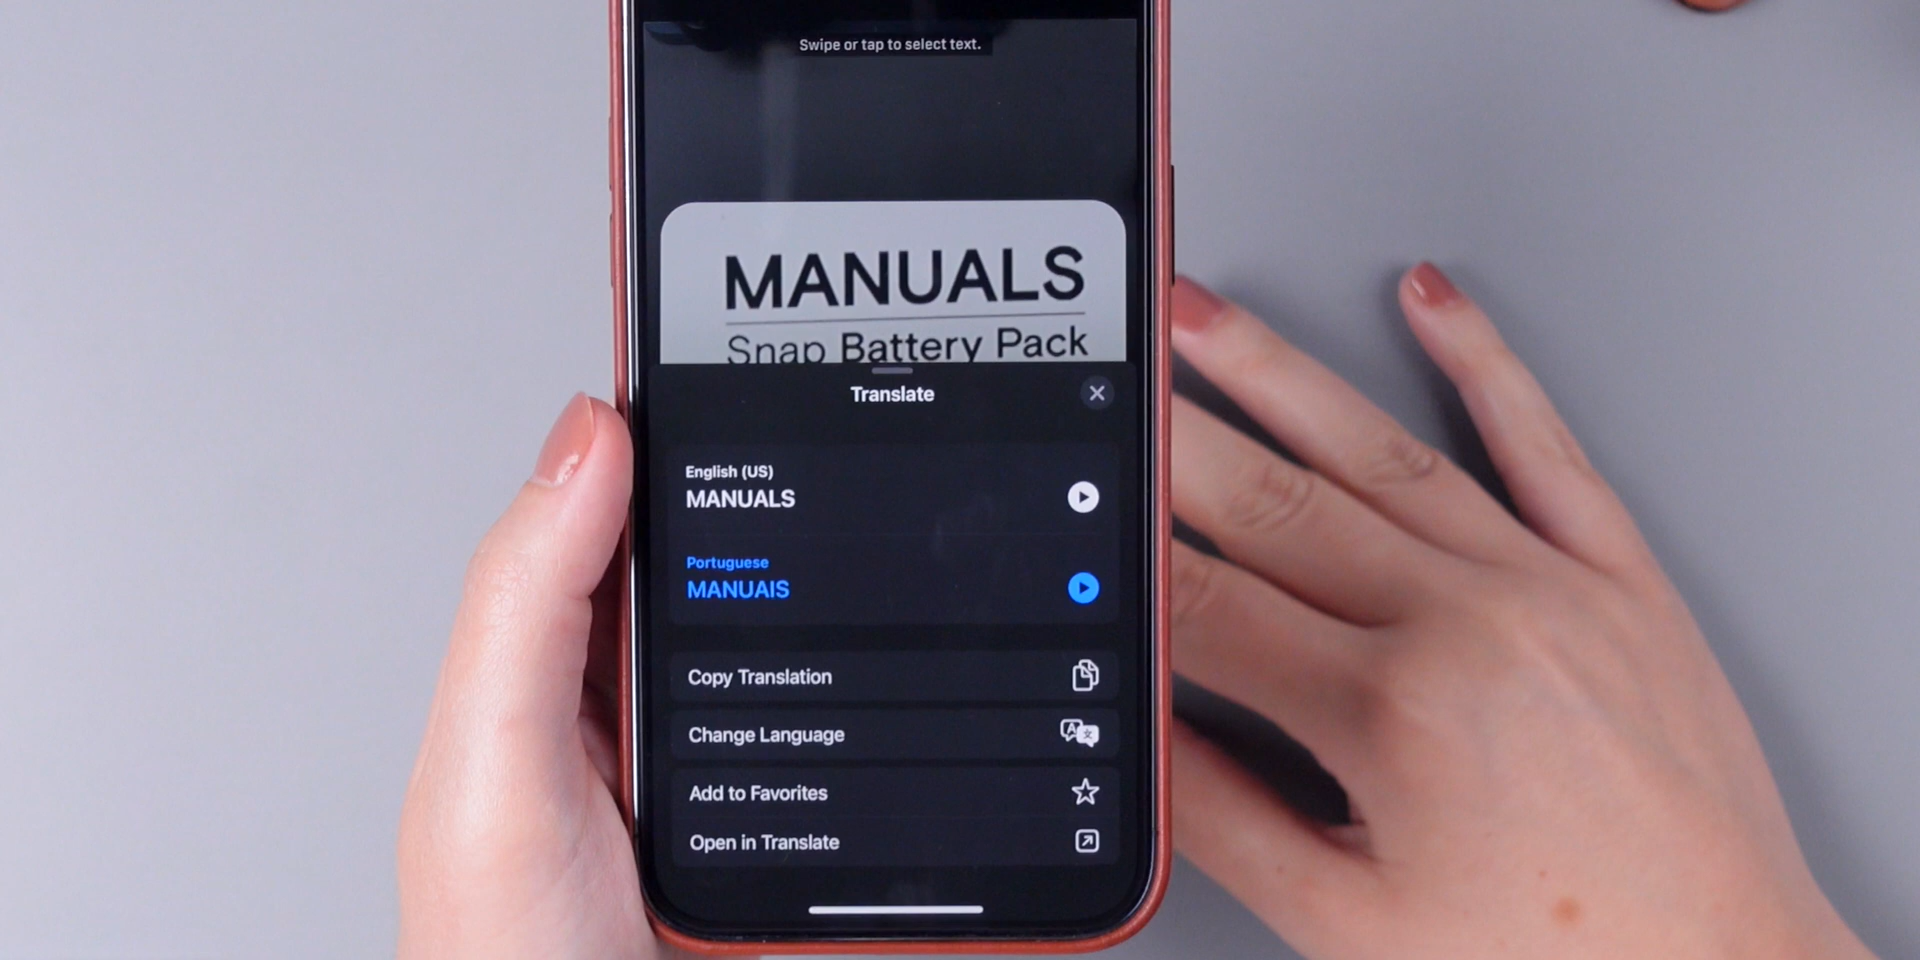 Swipe or tap to select text.
MANUALS
Snap Battery Pack
Translate
English (US)
MANUALS
Portuguese
MANUAIS
Copy Translation
Change Language
Add to Favorites
Open in Translate